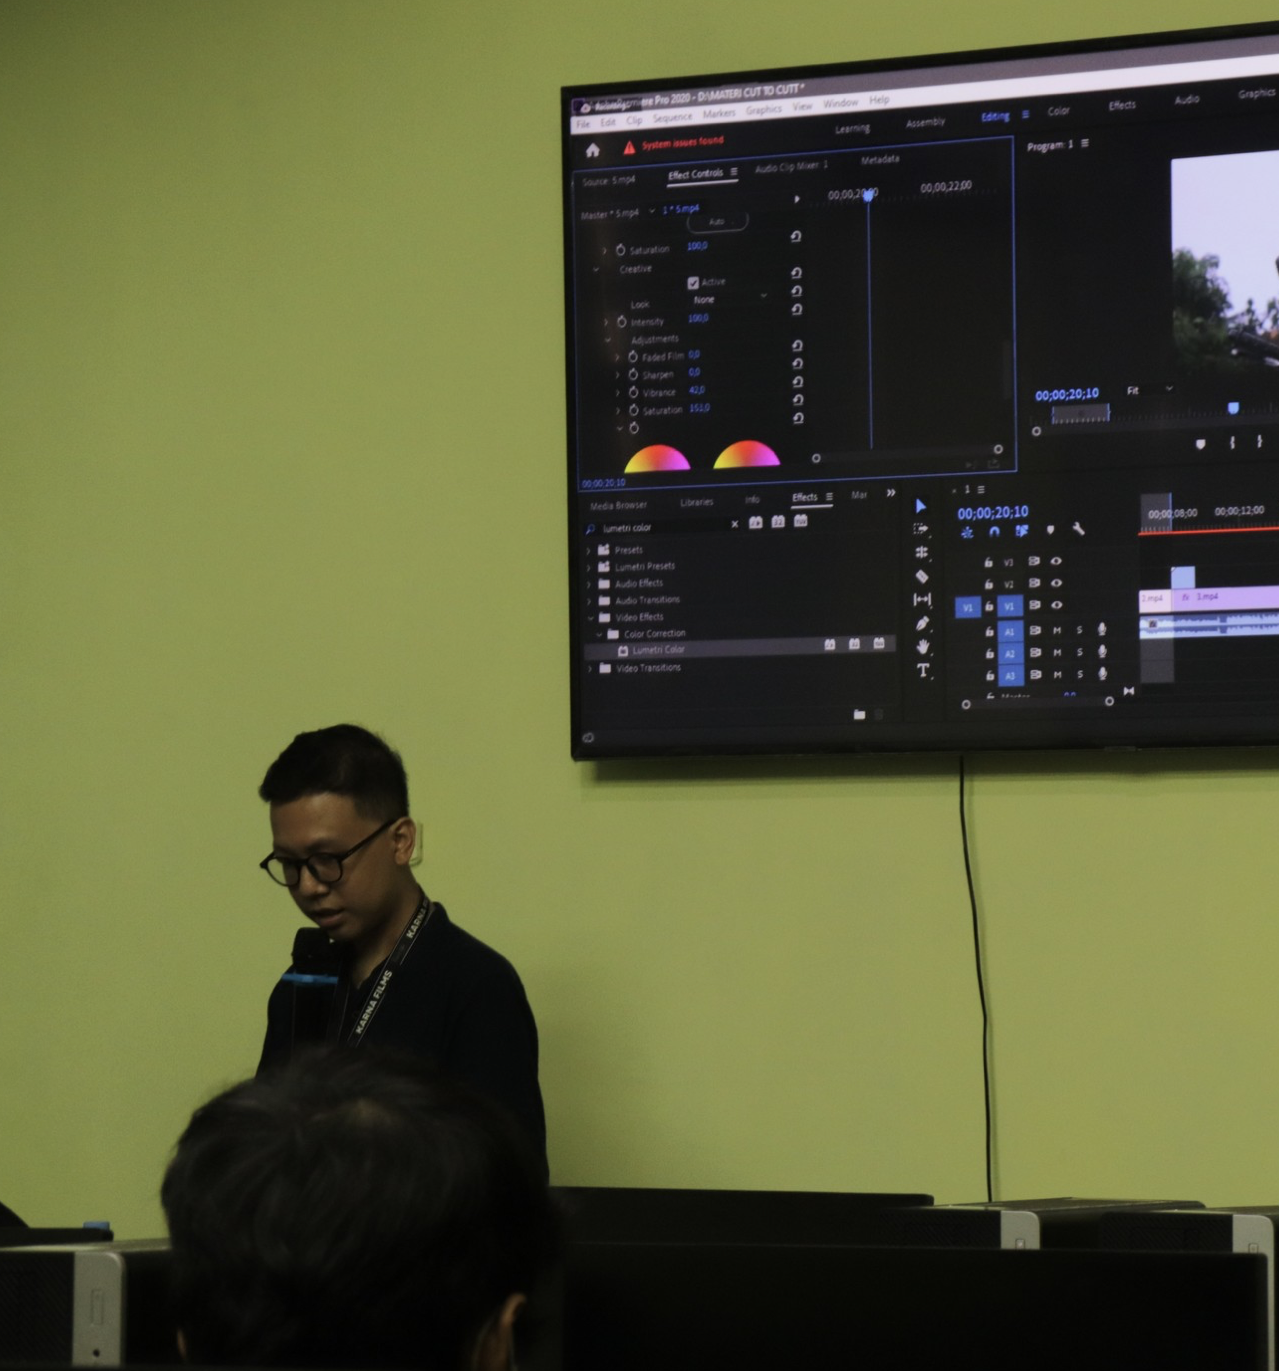 Premiere Pro 2020 - D:\MATERI CUT TO CUTT *
File Edit Clip Sequence Markers Graphics View Window Help
System issues found
Learning Assembly Editing Color Effects Audio Graphics
Source: 5.mp4 Effect Controls Audio Clip Mixer: 1 Metadata
Master * 5.mp4 1 * 5.mp4
00;00;20;00 00;00;22;00
Auto
Saturation 100,0
Creative
Active
Look None
Intensity 100,0
Adjustments
Faded Film 0,0
Sharpen 0,0
Vibrance 42,0
Saturation 151,0
00;00;20;10
Program: 1
00;00;20;10 Fit
Media Browser Libraries Info Effects Mar
lumetri color
Presets
Lumetri Presets
Audio Effects
Audio Transitions
Video Effects
Color Correction
Lumetri Color
Video Transitions
1
00;00;20;10
00;00;08;00 00;00;12;00
V3
V2
V1 V1
A1 M S
A2 M S
A3 M S
3.mp4
KARNA FILMS
KARNA